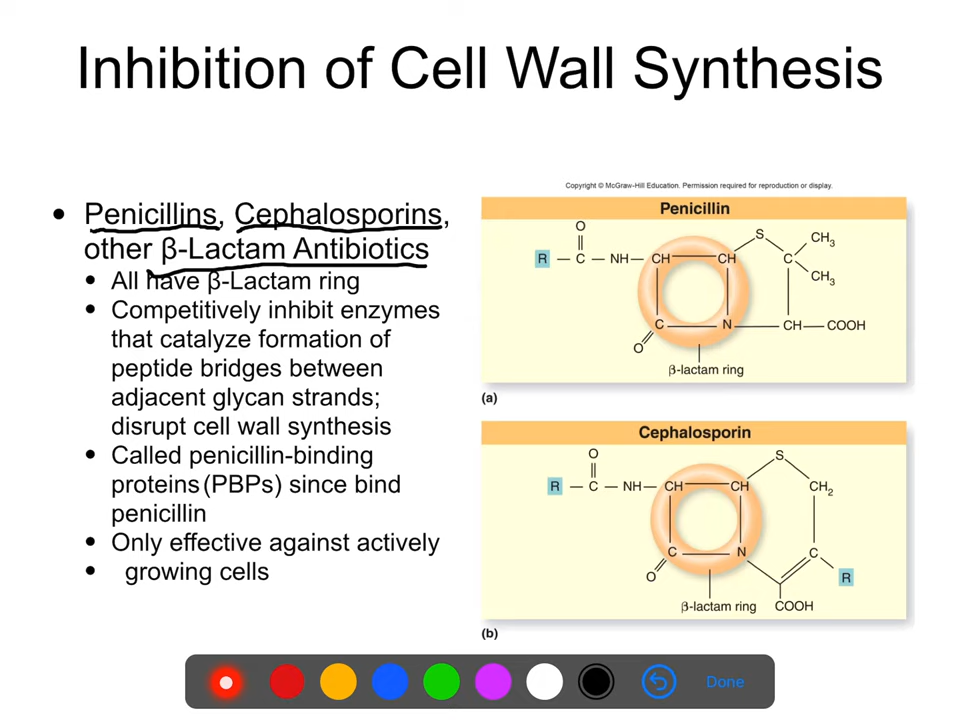 Inhibition of Cell Wall Synthesis
• Penicillins, Cephalosporins,
other β-Lactam Antibiotics
• All have β-Lactam ring
• Competitively inhibit enzymes
that catalyze formation of
peptide bridges between
adjacent glycan strands;
disrupt cell wall synthesis
• Called penicillin-binding
proteins (PBPs) since bind
penicillin
• Only effective against actively
• growing cells
Copyright © McGraw-Hill Education. Permission required for reproduction or display.
Penicillin
O
S
CH3
R C NH CH CH C
CH3
C N CH COOH
O
β-lactam ring
(a)
Cephalosporin
O
S
R C NH CH CH CH2
C N C
O
R
β-lactam ring COOH
(b)
Done